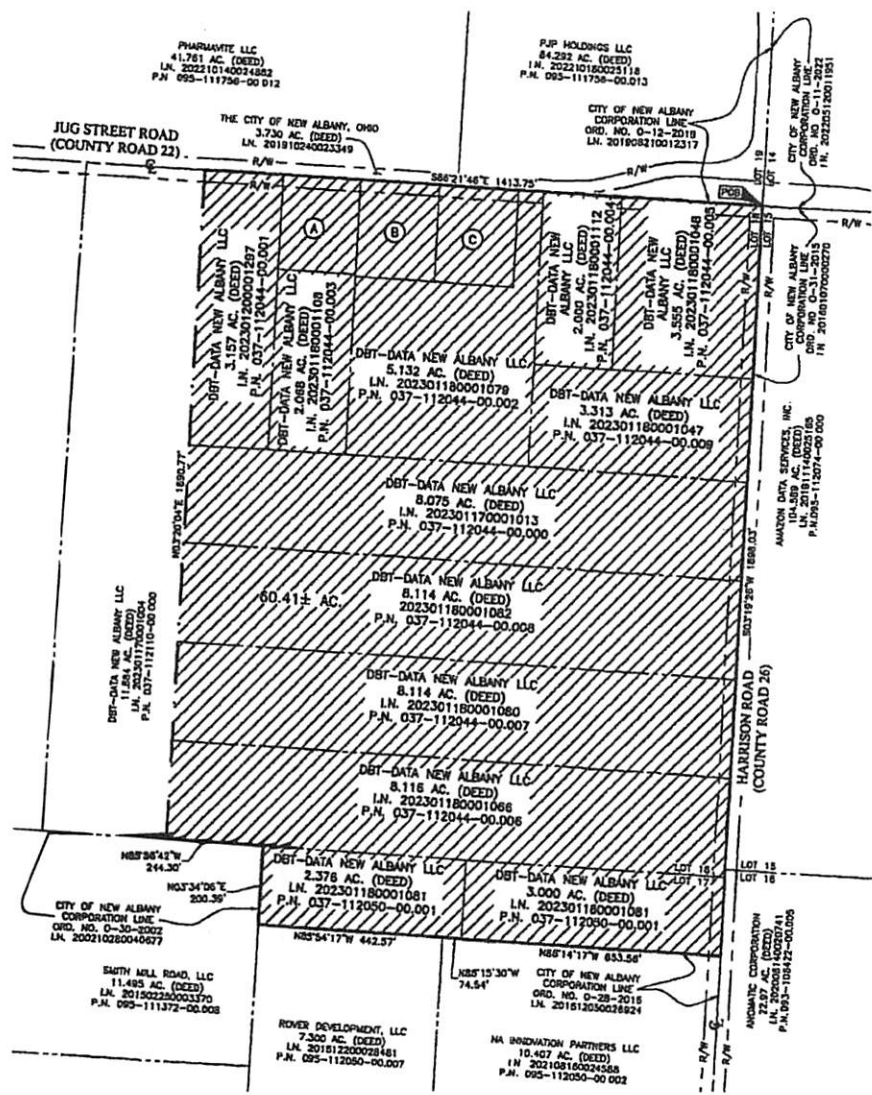 PHARMAVITE LLC
41.761 AC. (DEED)
I.N. 202210140024882
P.N 095-111756-00 012
PJP HOLDINGS LLC
84.292 AC. (DEED)
I N. 202210180025118
P.N. 095-111756-00.013
CITY OF NEW ALBANY
CORPORATION LINE
ORD. NO. O-11-2022
I N. 202205120011951
THE CITY OF NEW ALBANY, OHIO
3.730 AC. (DEED)
I.N. 201910240023349
CITY OF NEW ALBANY
CORPORATION LINE
ORD. NO. O-12-2019
I.N. 201908210012317
JUG STREET ROAD
(COUNTY ROAD 22)
R/W
R/W
R/W
R/W
S86°21'46"E 1413.75'
LOT 19
LOT 14
POB
LOT 18
LOT 15
R/W
R/W
A
B
C
DBT-DATA NEW ALBANY LLC
3.157 AC. (DEED)
I.N. 202301200001297
P.N. 037-112044-00.001
DBT-DATA NEW ALBANY LLC
2.068 AC. (DEED)
I.N. 202301180001108
P.N. 037-112044-00.003
DBT-DATA NEW ALBANY LLC
5.132 AC. (DEED)
I.N. 202301180001079
P.N. 037-112044-00.002
DBT-DATA NEW
ALBANY LLC
2.000 AC. (DEED)
I.N. 202301180001112
P.N. 037-112044-00.004
DBT-DATA NEW
ALBANY LLC
3.555 AC. (DEED)
I.N. 202301180001048
P.N. 037-112044-00.005
CITY OF NEW ALBANY
CORPORATION LINE
ORD. NO O-31-2015
I N 201601070000270
DBT-DATA NEW ALBANY LLC
3.313 AC. (DEED)
I.N. 202301180001047
P.N. 037-112044-00.009
AMAZON DATA SERVICES, INC.
104.589 AC. (DEED)
I.N. 201911140025185
P.N.095-112074-00 000
N03°20'04"E 1690.77'
DBT-DATA NEW ALBANY LLC
8.075 AC. (DEED)
I.N. 202301170001013
P.N. 037-112044-00.000
S03°19'26"W 1898.03'
60.41± AC.
DBT-DATA NEW ALBANY LLC
8.114 AC. (DEED)
202301180001082
P.N. 037-112044-00.008
DBT-DATA NEW ALBANY LLC
11.884 AC. (DEED)
I.N. 202301170001004
P.N. 037-112110-00 000
DBT-DATA NEW ALBANY LLC
8.114 AC. (DEED)
I.N. 202301180001080
P.N. 037-112044-00.007
HARRISON ROAD
(COUNTY ROAD 26)
DBT-DATA NEW ALBANY LLC
8.116 AC. (DEED)
I.N. 202301180001066
P.N. 037-112044-00.006
N85°56'42"W
244.30'
N03°34'06"E
200.39'
LOT 18
LOT 17
LOT 15
LOT 16
DBT-DATA NEW ALBANY LLC
2.376 AC. (DEED)
I.N. 202301180001081
P.N. 037-112050-00.001
DBT-DATA NEW ALBANY LLC
3.000 AC. (DEED)
I.N. 202301180001081
P.N. 037-112050-00.001
CITY OF NEW ALBANY
CORPORATION LINE
ORD. NO. O-30-2002
I.N. 200210280040677
N85°54'17"W 442.57'
N85°15'30"W
74.54'
N86°14'17"W 653.56'
CITY OF NEW ALBANY
CORPORATION LINE
ORD. NO. O-28-2016
I.N. 201612050026924
ANOMATIC CORPORATION
22.97 AC. (DEED)
I.N. 202008140020741
P.N.093-108422-00.005
SMITH MILL ROAD, LLC
11.495 AC. (DEED)
I.N. 201502280003370
P.N. 095-111372-00.008
ROVER DEVELOPMENT, LLC
7.300 AC. (DEED)
I.N. 201612200028461
P.N. 095-112050-00.007
NA INNOVATION PARTNERS LLC
10.407 AC. (DEED)
I N 202108160024588
P.N. 095-112050-00 002
R/W
R/W